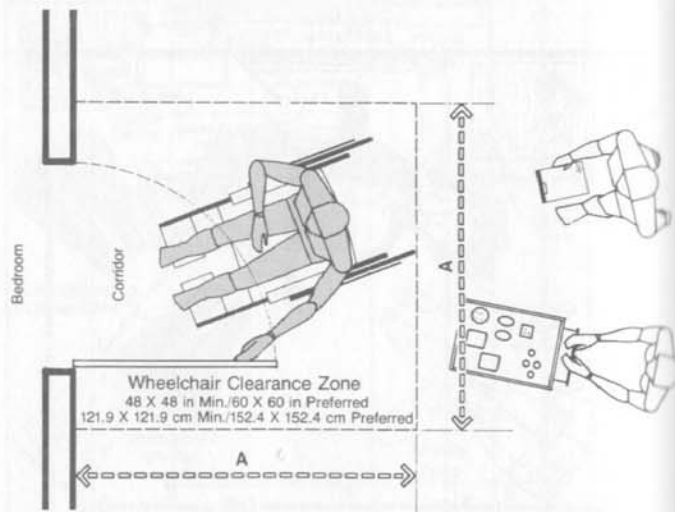 Bedroom
Corridor
A
Wheelchair Clearance Zone
48 X 48 in Min./60 X 60 in Preferred
121.9 X 121.9 cm Min./152.4 X 152.4 cm Preferred
A